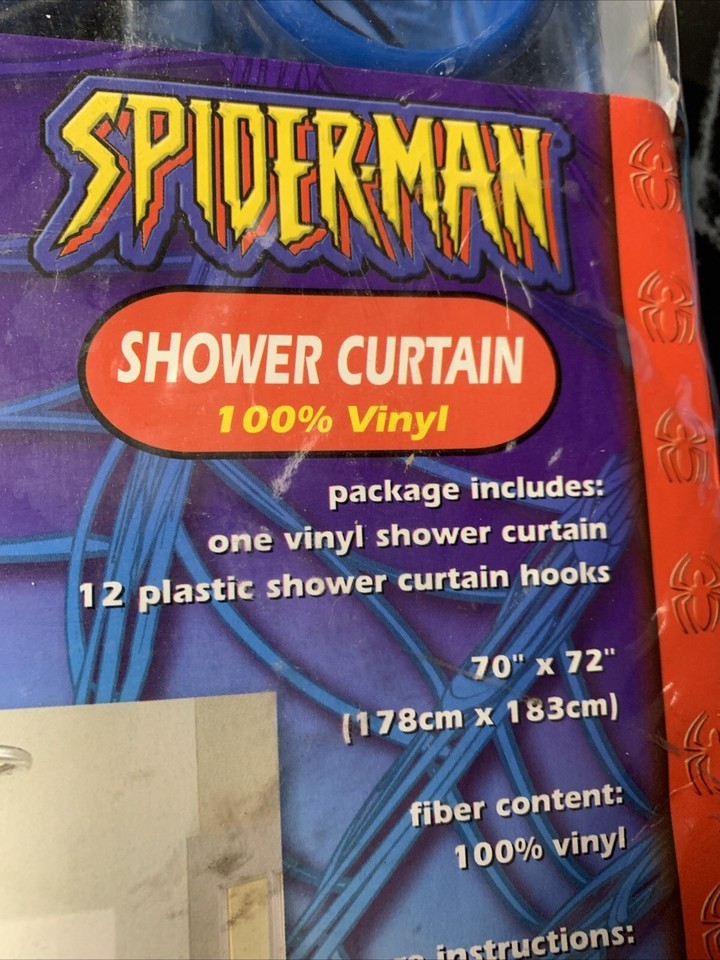 SPIDER-MAN
SHOWER CURTAIN
100% Vinyl
package includes:
one vinyl shower curtain
12 plastic shower curtain hooks
70" x 72"
(178cm x 183cm)
fiber content:
100% vinyl
instructions: